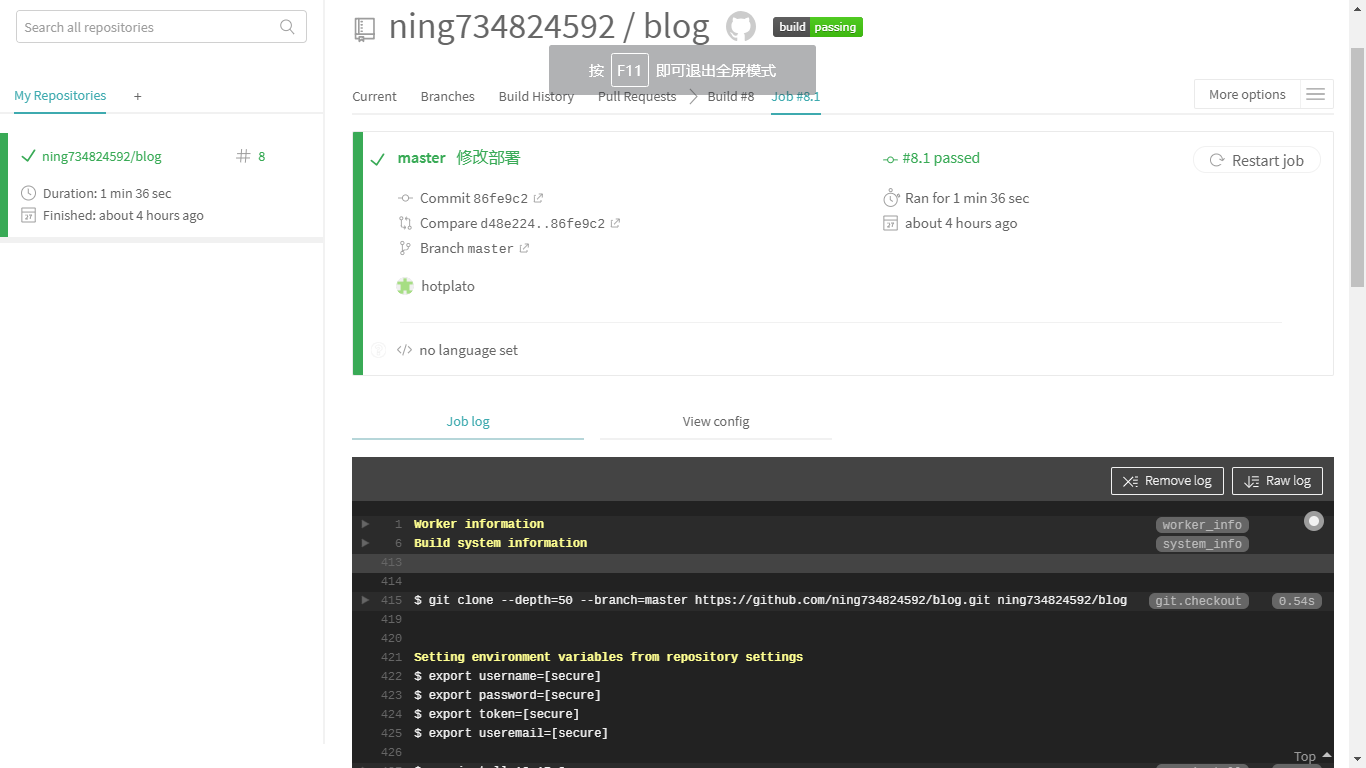 Search all repositories
My Repositories +
ning734824592/blog # 8
Duration: 1 min 36 sec
Finished: about 4 hours ago
ning734824592 / blog build passing
按 F11 即可退出全屏模式
Current Branches Build History Pull Requests Build #8 Job #8.1 More options
master 修改部署 #8.1 passed Restart job
Commit 86fe9c2 Ran for 1 min 36 sec
Compare d48e224..86fe9c2 about 4 hours ago
Branch master
hotplato
</> no language set
Job log View config
Remove log Raw log
1 Worker information worker_info
6 Build system information system_info
413
414
415 $ git clone --depth=50 --branch=master https://github.com/ning734824592/blog.git ning734824592/blog git.checkout 0.54s
419
420
421 Setting environment variables from repository settings
422 $ export username=[secure]
423 $ export password=[secure]
424 $ export token=[secure]
425 $ export useremail=[secure]
426
Top